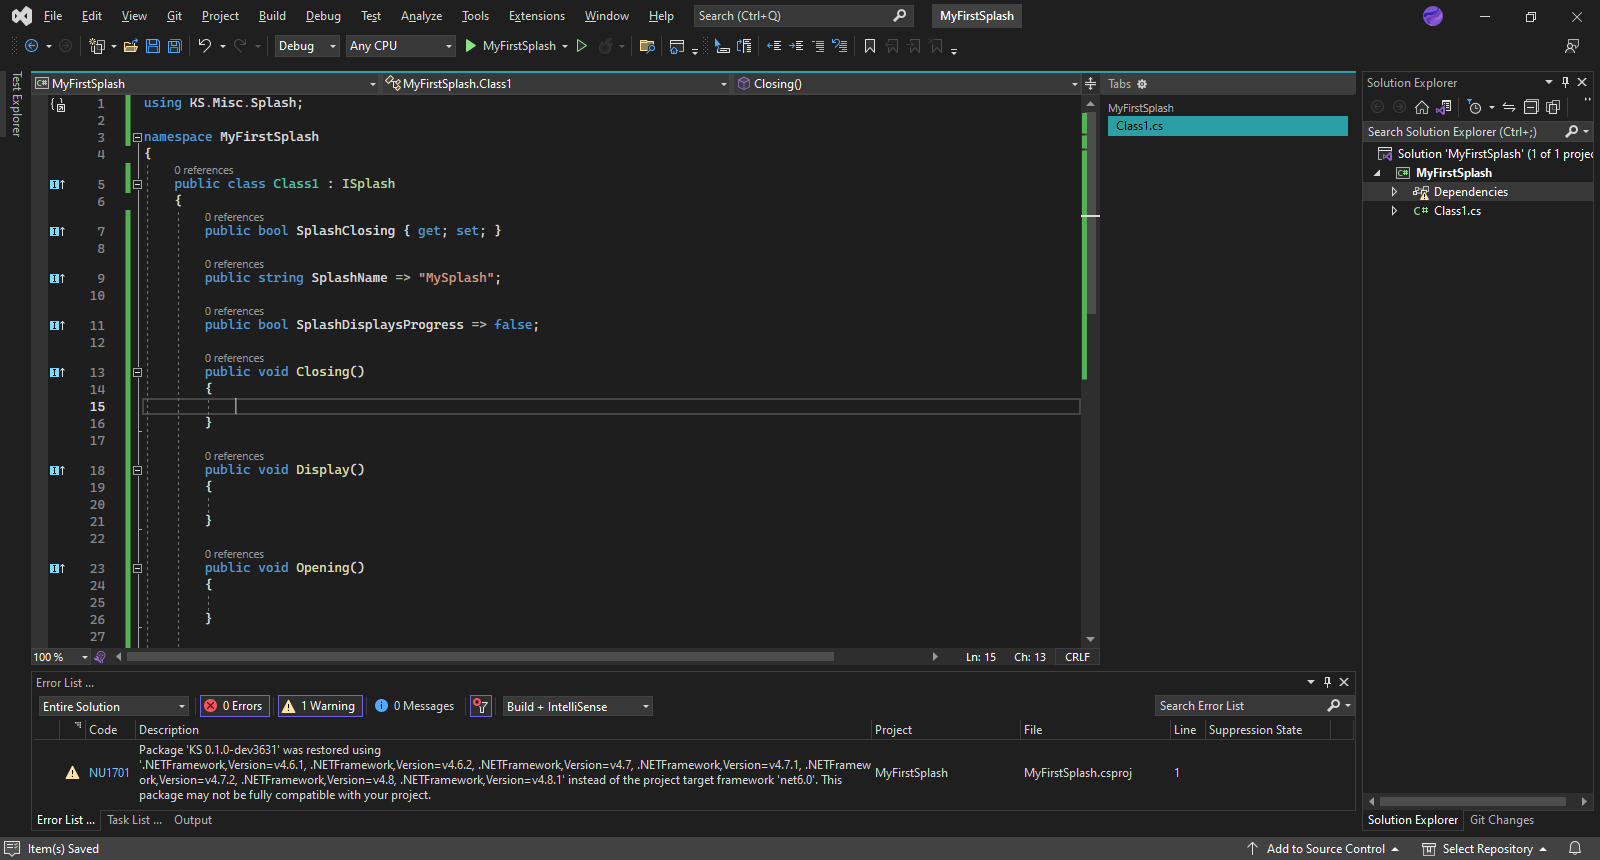 File Edit View Git Project Build Debug Test Analyze Tools Extensions Window Help Search (Ctrl+Q) MyFirstSplash
Debug Any CPU MyFirstSplash
Test Explorer
MyFirstSplash MyFirstSplash.Class1 Closing()
1 using KS.Misc.Splash;
2
3 namespace MyFirstSplash
4 {
0 references
5 public class Class1 : ISplash
6 {
0 references
7 public bool SplashClosing { get; set; }
8
0 references
9 public string SplashName => "MySplash";
10
0 references
11 public bool SplashDisplaysProgress => false;
12
0 references
13 public void Closing()
14 {
15
16 }
17
0 references
18 public void Display()
19 {
20
21 }
22
0 references
23 public void Opening()
24 {
25
26 }
27
100 % Ln: 15 Ch: 13 CRLF
Tabs
MyFirstSplash
Class1.cs
Solution Explorer
Search Solution Explorer (Ctrl+;)
Solution 'MyFirstSplash' (1 of 1 projec
MyFirstSplash
Dependencies
C# Class1.cs
Error List ...
Entire Solution 0 Errors 1 Warning 0 Messages Build + IntelliSense Search Error List
Code Description Project File Line Suppression State
NU1701 Package 'KS 0.1.0-dev3631' was restored using
'.NETFramework,Version=v4.6.1, .NETFramework,Version=v4.6.2, .NETFramework,Version=v4.7, .NETFramework,Version=v4.7.1, .NETFramew
ork,Version=v4.7.2, .NETFramework,Version=v4.8, .NETFramework,Version=v4.8.1' instead of the project target framework 'net6.0'. This
package may not be fully compatible with your project.
MyFirstSplash MyFirstSplash.csproj 1
Error List ... Task List ... Output
Solution Explorer Git Changes
Item(s) Saved Add to Source Control Select Repository